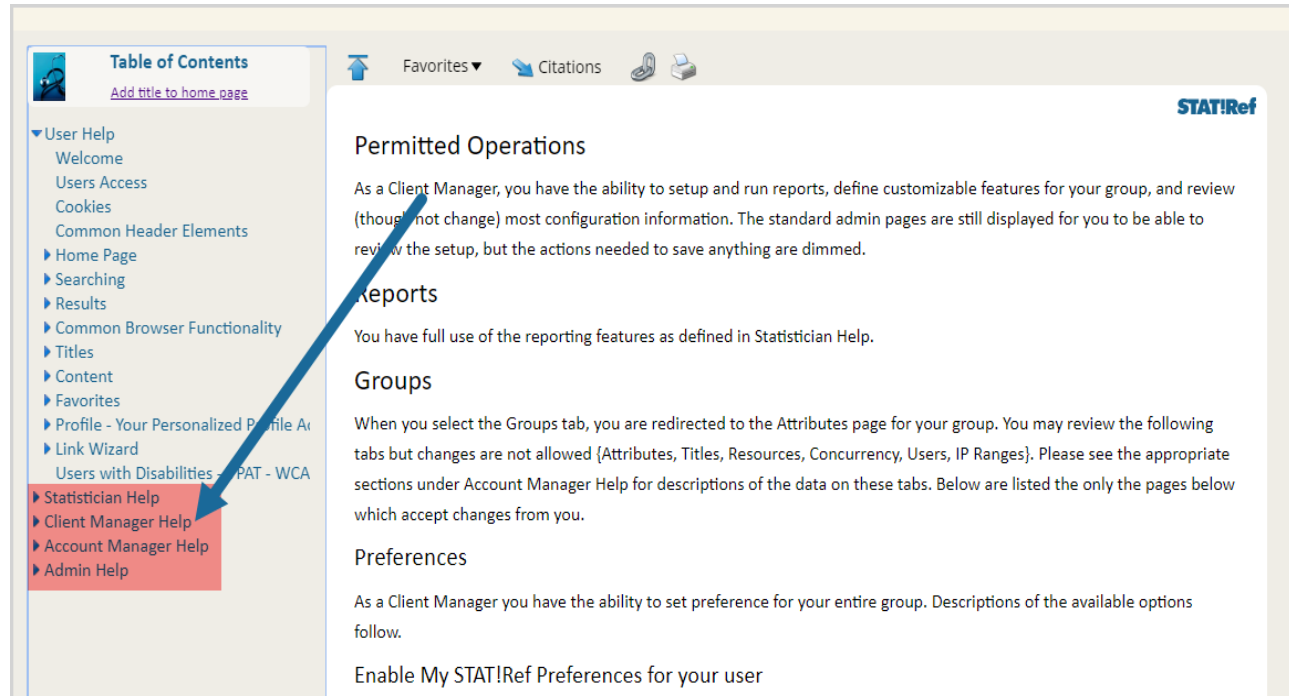 Table of Contents
Add title to home page
User Help
Welcome
Users Access
Cookies
Common Header Elements
Home Page
Searching
Results
Common Browser Functionality
Titles
Content
Favorites
Profile - Your Personalized Profile Ac
Link Wizard
Users with Disabilities - PAT - WCA
Statistician Help
Client Manager Help
Account Manager Help
Admin Help
Favorites▼ Citations
STAT!Ref
Permitted Operations
As a Client Manager, you have the ability to setup and run reports, define customizable features for your group, and review
(though not change) most configuration information. The standard admin pages are still displayed for you to be able to
review the setup, but the actions needed to save anything are dimmed.
Reports
You have full use of the reporting features as defined in Statistician Help.
Groups
When you select the Groups tab, you are redirected to the Attributes page for your group. You may review the following
tabs but changes are not allowed {Attributes, Titles, Resources, Concurrency, Users, IP Ranges}. Please see the appropriate
sections under Account Manager Help for descriptions of the data on these tabs. Below are listed the only the pages below
which accept changes from you.
Preferences
As a Client Manager you have the ability to set preference for your entire group. Descriptions of the available options
follow.
Enable My STAT!Ref Preferences for your user